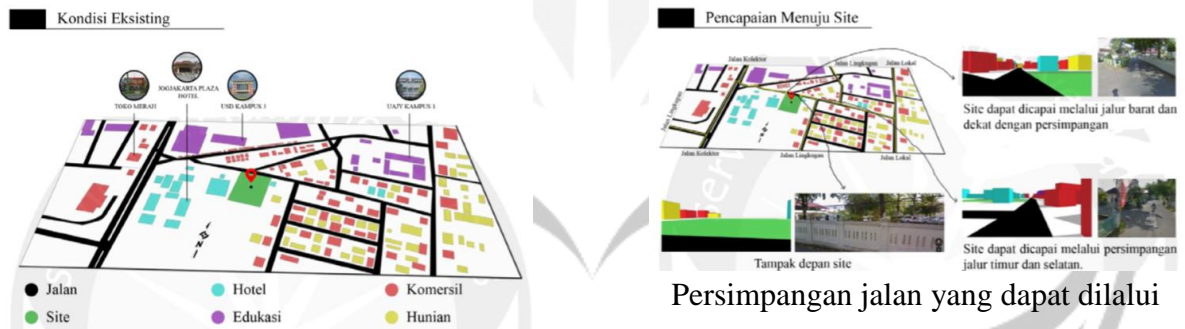 Kondisi Eksisting
TOKO MERAH
JOGJAKARTA PLAZA
HOTEL
USD KAMPUS 3
UAJY KAMPUS 1
N
Jalan
Site
Hotel
Edukasi
Komersil
Hunian
Pencapaian Menuju Site
Jalan Kolektor
Jalan Lingkungan
Jalan Lokal
Jalan Lingkungan
Jalan Kolektor
Jalan Lingkungan
Jalan Lokal
Site dapat dicapai melalui jalur barat dan
dekat dengan persimpangan
Tampak depan site
Site dapat dicapai melalui persimpangan
jalur timur dan selatan.
Persimpangan jalan yang dapat dilalui